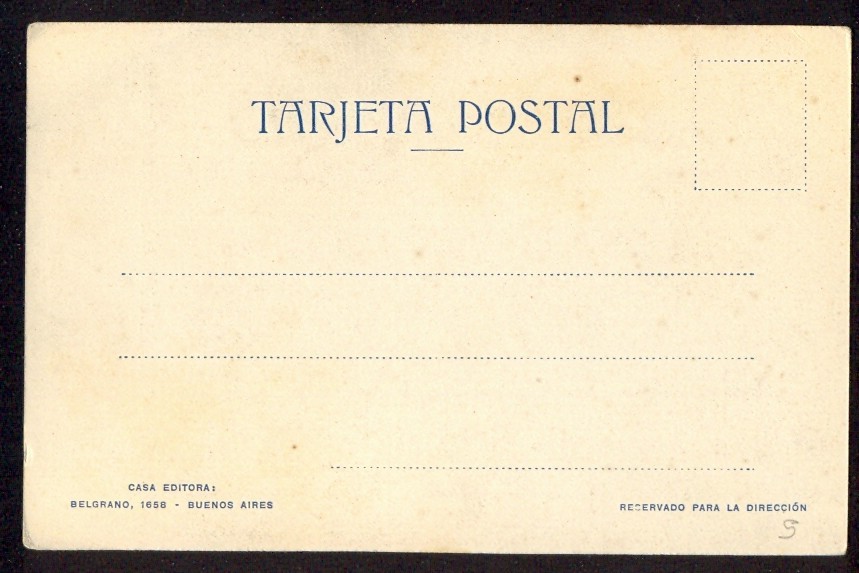 TARJETA POSTAL
CASA EDITORA:
BELGRANO, 1658 - BUENOS AIRES
RESERVADO PARA LA DIRECCIÓN
5